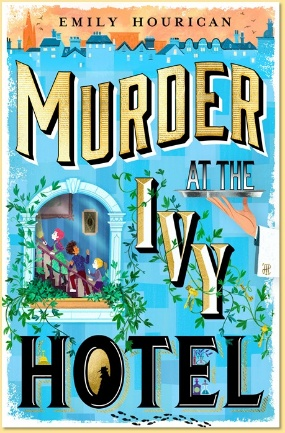 EMILY HOURICAN
MURDER
AT THE
IVY
HOTEL